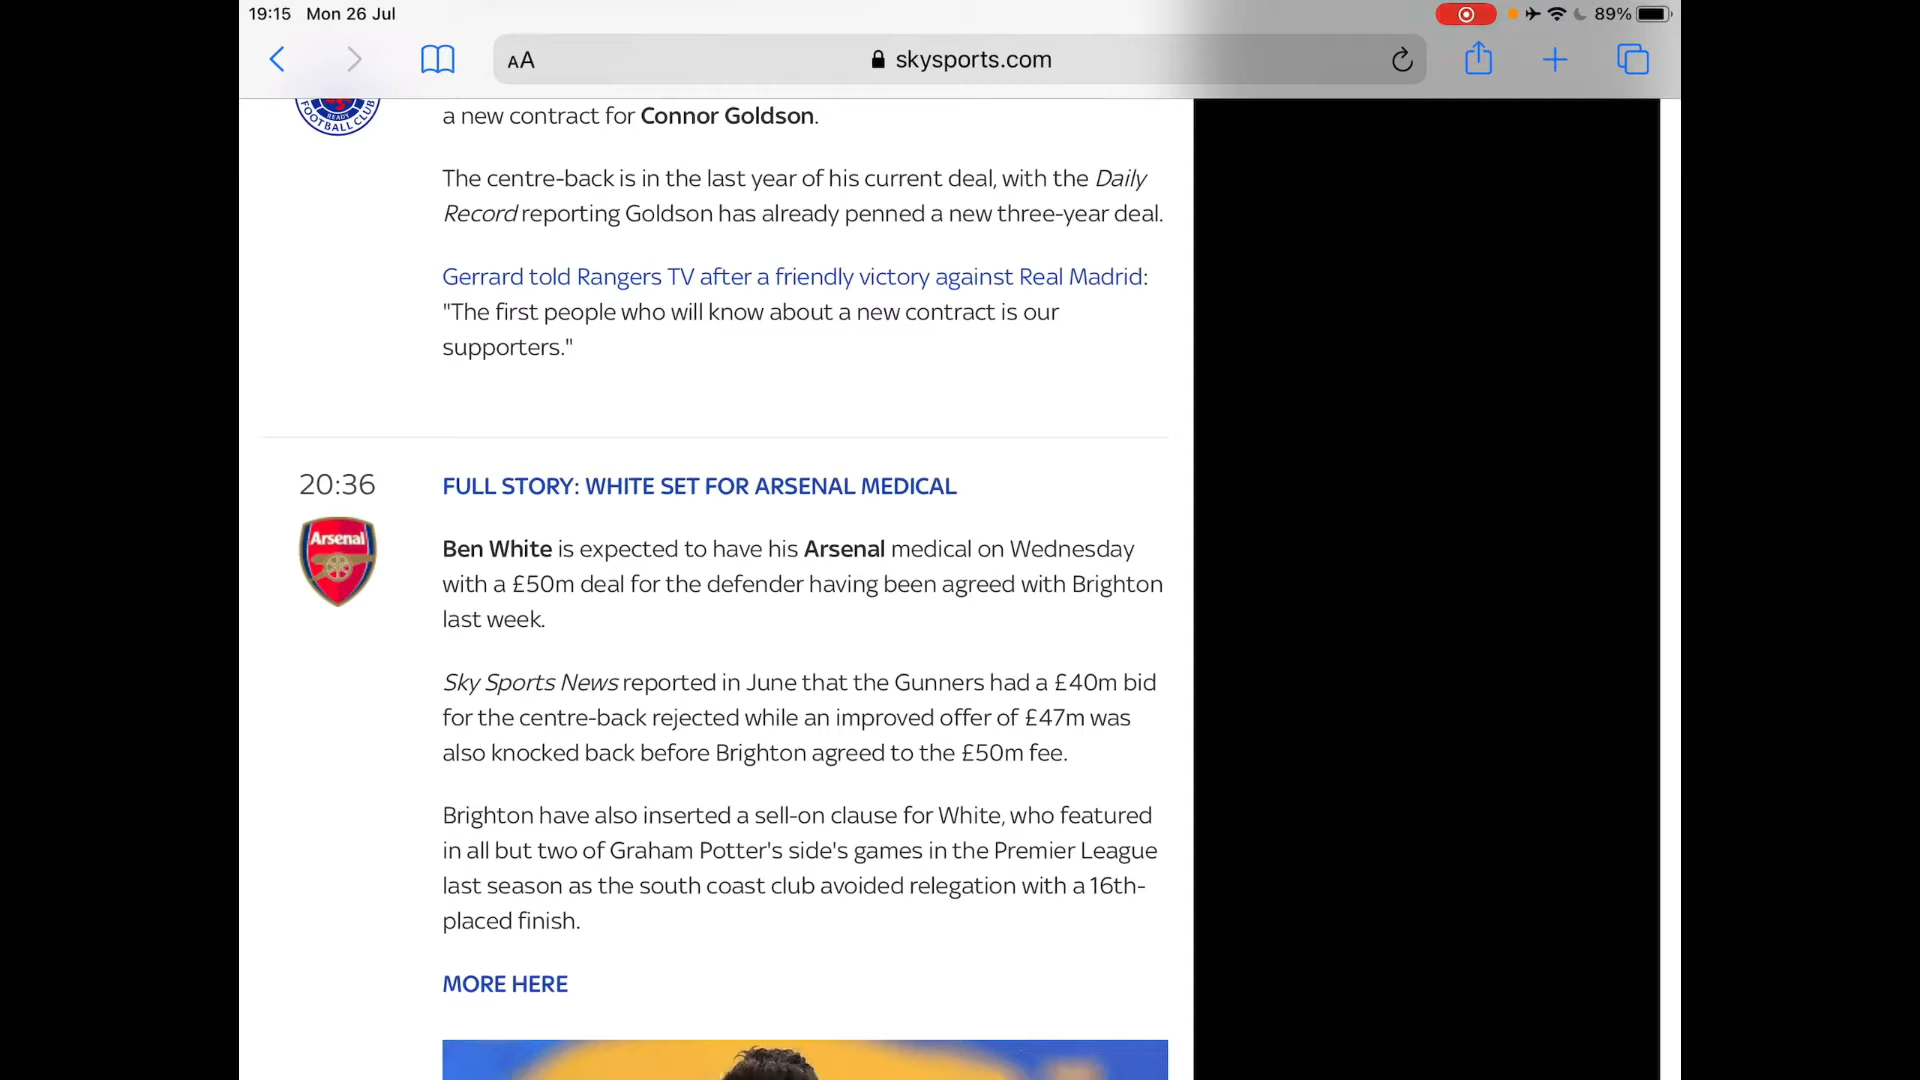 19:15 Mon 26 Jul
89%
AA
skysports.com
READY
FOOTBALL CLUB
a new contract for Connor Goldson.
The centre-back is in the last year of his current deal, with the Daily
Record reporting Goldson has already penned a new three-year deal.
Gerrard told Rangers TV after a friendly victory against Real Madrid:
"The first people who will know about a new contract is our
supporters."
20:36
FULL STORY: WHITE SET FOR ARSENAL MEDICAL
Arsenal
Ben White is expected to have his Arsenal medical on Wednesday
with a £50m deal for the defender having been agreed with Brighton
last week.
Sky Sports News reported in June that the Gunners had a £40m bid
for the centre-back rejected while an improved offer of £47m was
also knocked back before Brighton agreed to the £50m fee.
Brighton have also inserted a sell-on clause for White, who featured
in all but two of Graham Potter's side's games in the Premier League
last season as the south coast club avoided relegation with a 16th-
placed finish.
MORE HERE